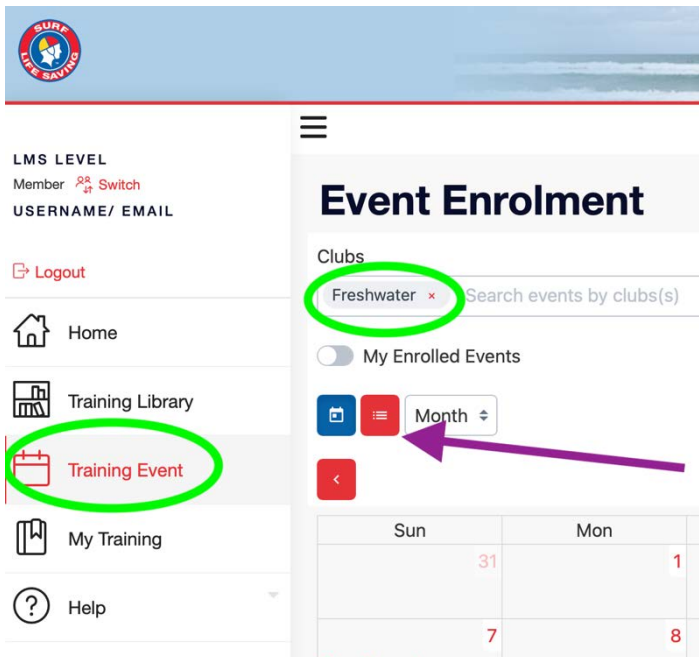 SURF
LIFE SAVING
LMS LEVEL
Member Switch
USERNAME/ EMAIL
Logout
Home
Training Library
Training Event
My Training
Help
Event Enrolment
Clubs
Freshwater × Search events by clubs(s)
My Enrolled Events
Month
Sun Mon
31 1
7 8